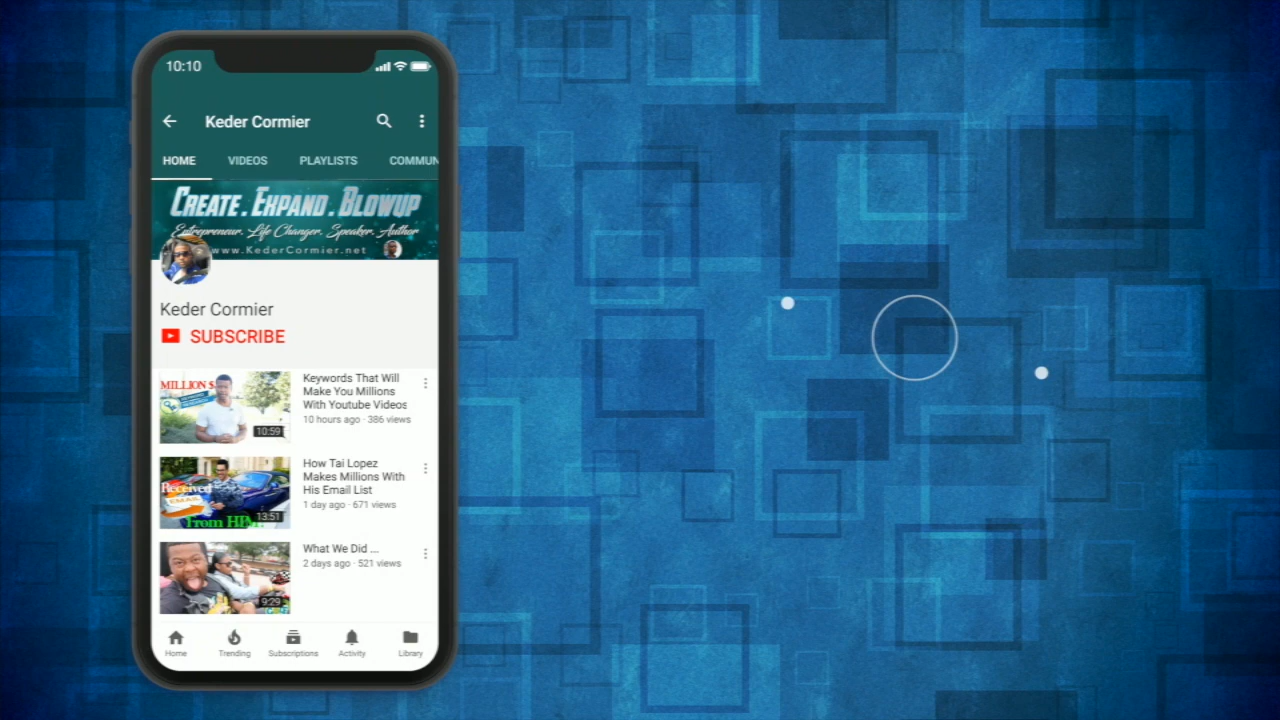 10:10
Keder Cormier
HOME VIDEOS PLAYLISTS COMMUN
CREATE. EXPAND. BLOWUP
Entrepreneur. Life Changer. Speaker. Author
www.KederCormier.net
Keder Cormier
SUBSCRIBE
MILLION $
10:59
Keywords That Will
Make You Millions
With Youtube Videos
10 hours ago · 386 views
Received
EMAIL
From HIM
13:51
How Tai Lopez
Makes Millions With
His Email List
1 day ago · 671 views
9:29
What We Did ...
2 days ago · 521 views
Home Trending Subscriptions Activity Library